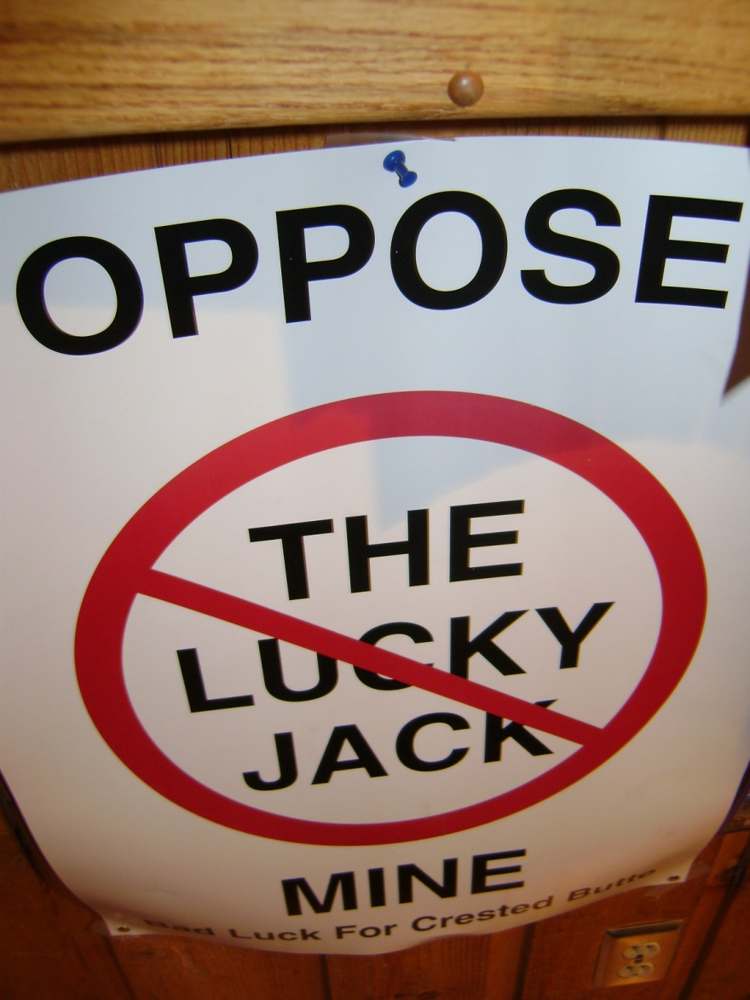 OPPOSE
THE
LUCKY
JACK
MINE
Bad Luck For Crested Butte